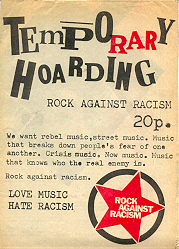 TEMPORARY
HOARDING
ROCK AGAINST RACISM
20p.
We want rebel music,street music. Music
that breaks down people's fear of one
another. Crisis music. Now music. Music
that knows who the real enemy is.
Rock against racism.
LOVE MUSIC
HATE RACISM
ROCK
AGAINST
RACISM